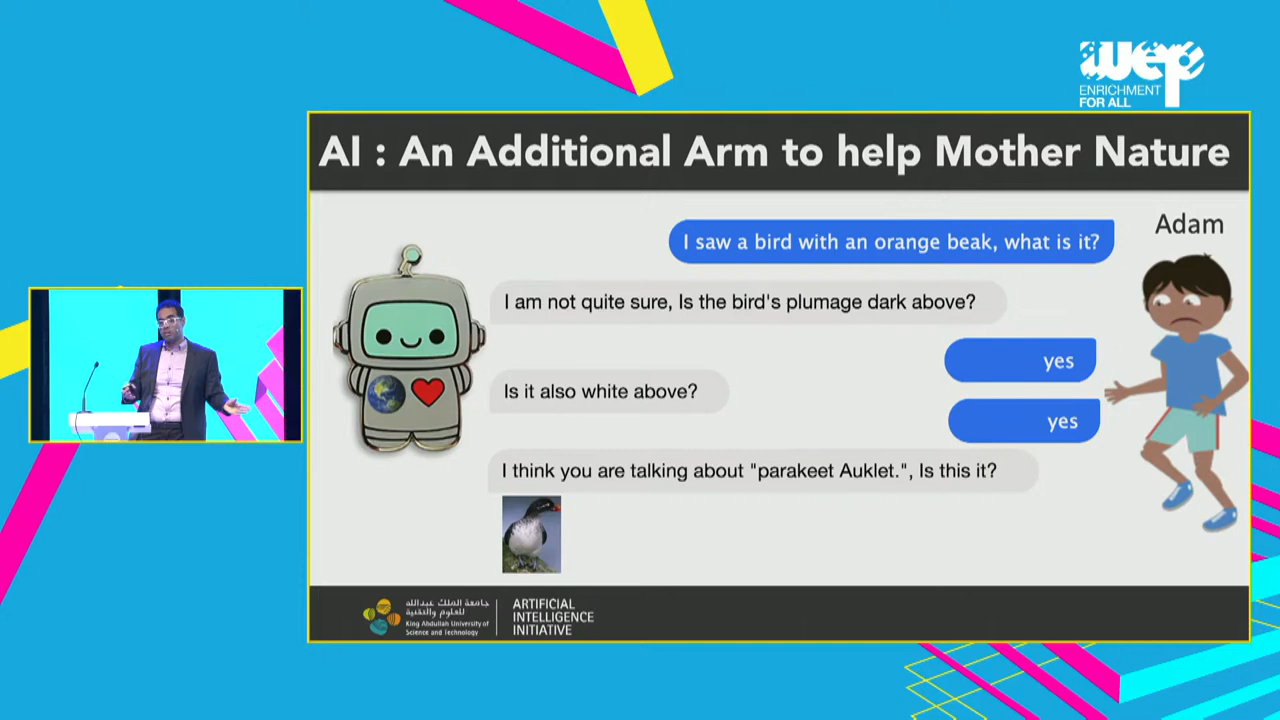 wep
ENRICHMENT
FOR ALL
AI : An Additional Arm to help Mother Nature
Adam
I saw a bird with an orange beak, what is it?
I am not quite sure, Is the bird's plumage dark above?
yes
Is it also white above?
yes
I think you are talking about "parakeet Auklet.", Is this it?
جامعة الملك عبدالله
للعلوم والتقنية
King Abdullah University of
Science and Technology
ARTIFICIAL
INTELLIGENCE
INITIATIVE